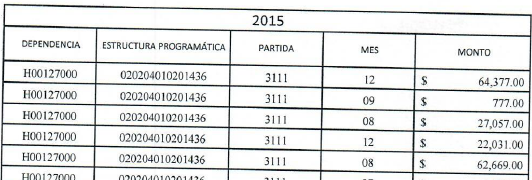 2015
DEPENDENCIA ESTRUCTURA PROGRAMÁTICA PARTIDA MES MONTO
H00127000 020204010201436 3111 12 $ 64,377.00
H00127000 020204010201436 3111 09 $ 777.00
H00127000 020204010201436 3111 08 $ 27,057.00
H00127000 020204010201436 3111 12 $ 22,031.00
H00127000 020204010201436 3111 08 $ 62,669.00
H00127000 020204010201436 3111